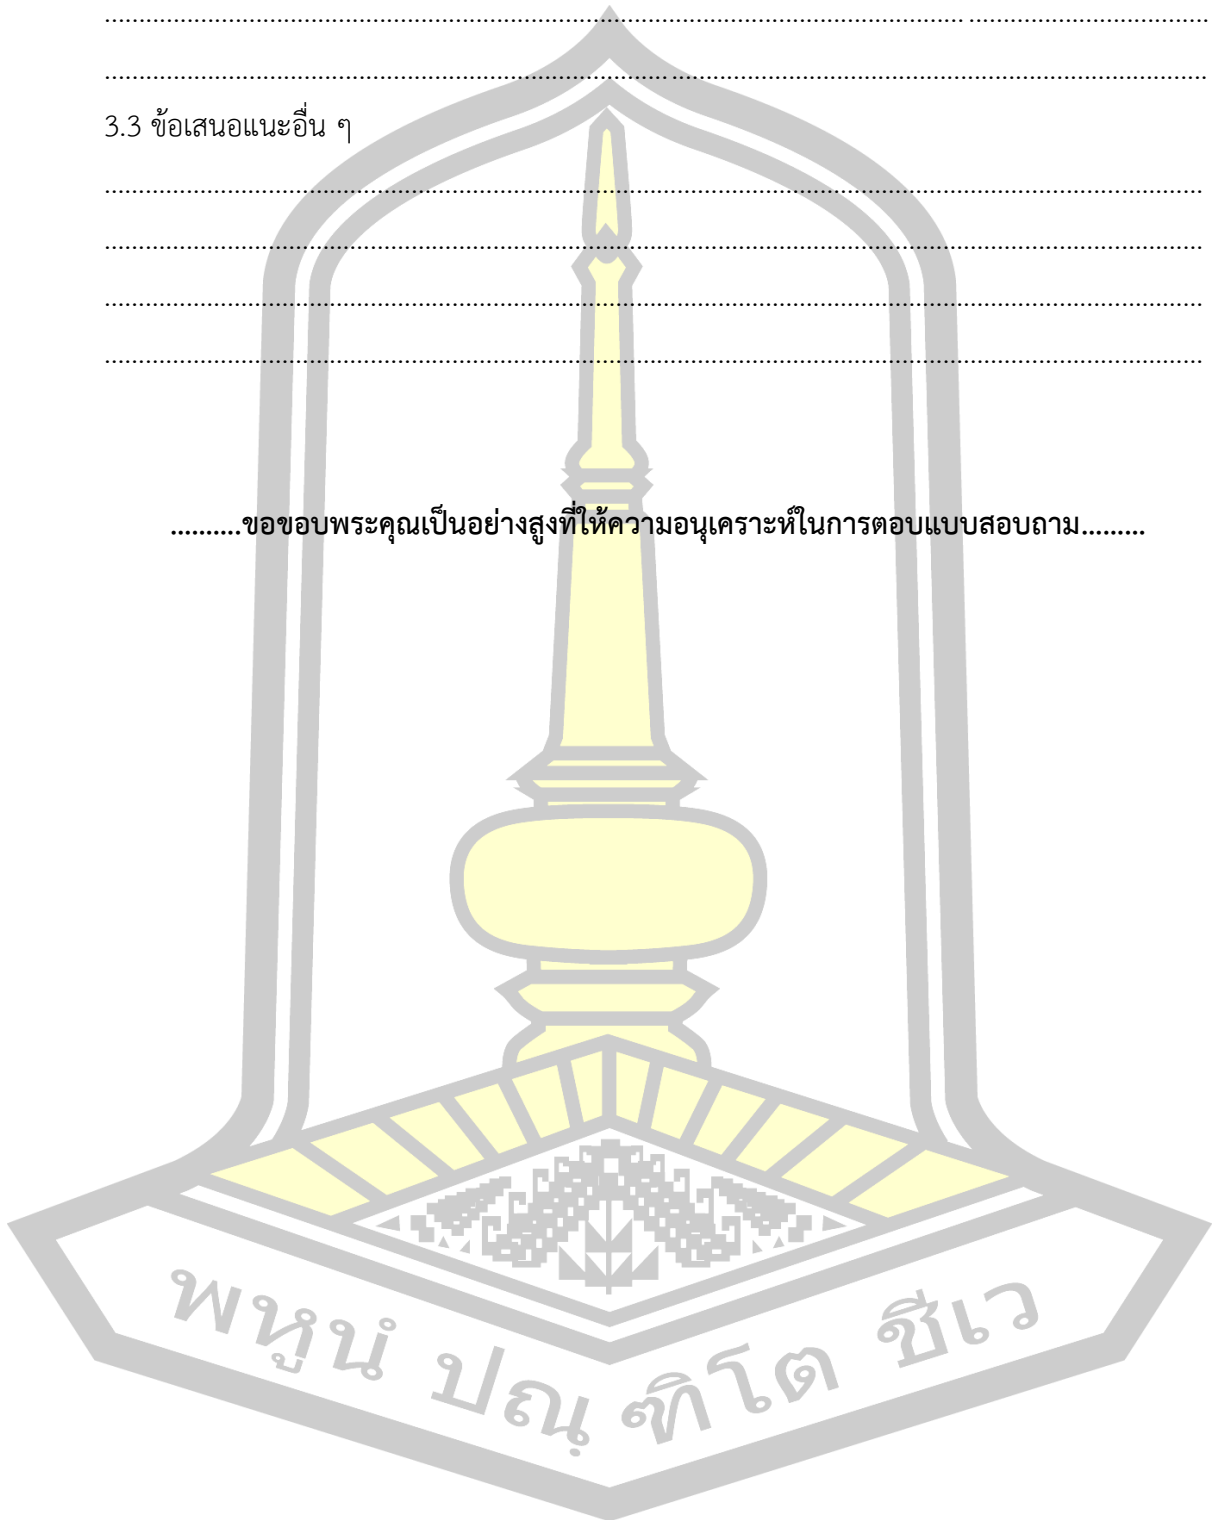 ........................................................................................................................................ ......................................
......................................................................................... .....................................................................................
3.3 ข้อเสนอแนะอื่น ๆ
..............................................................................................................................................................................
..............................................................................................................................................................................
..............................................................................................................................................................................
..............................................................................................................................................................................
..........ขอขอบพระคุณเป็นอย่างสูงที่ให้ความอนุเคราะห์ในการตอบแบบสอบถาม.........
พหูนํ ปณฺฑิโต ชีเว